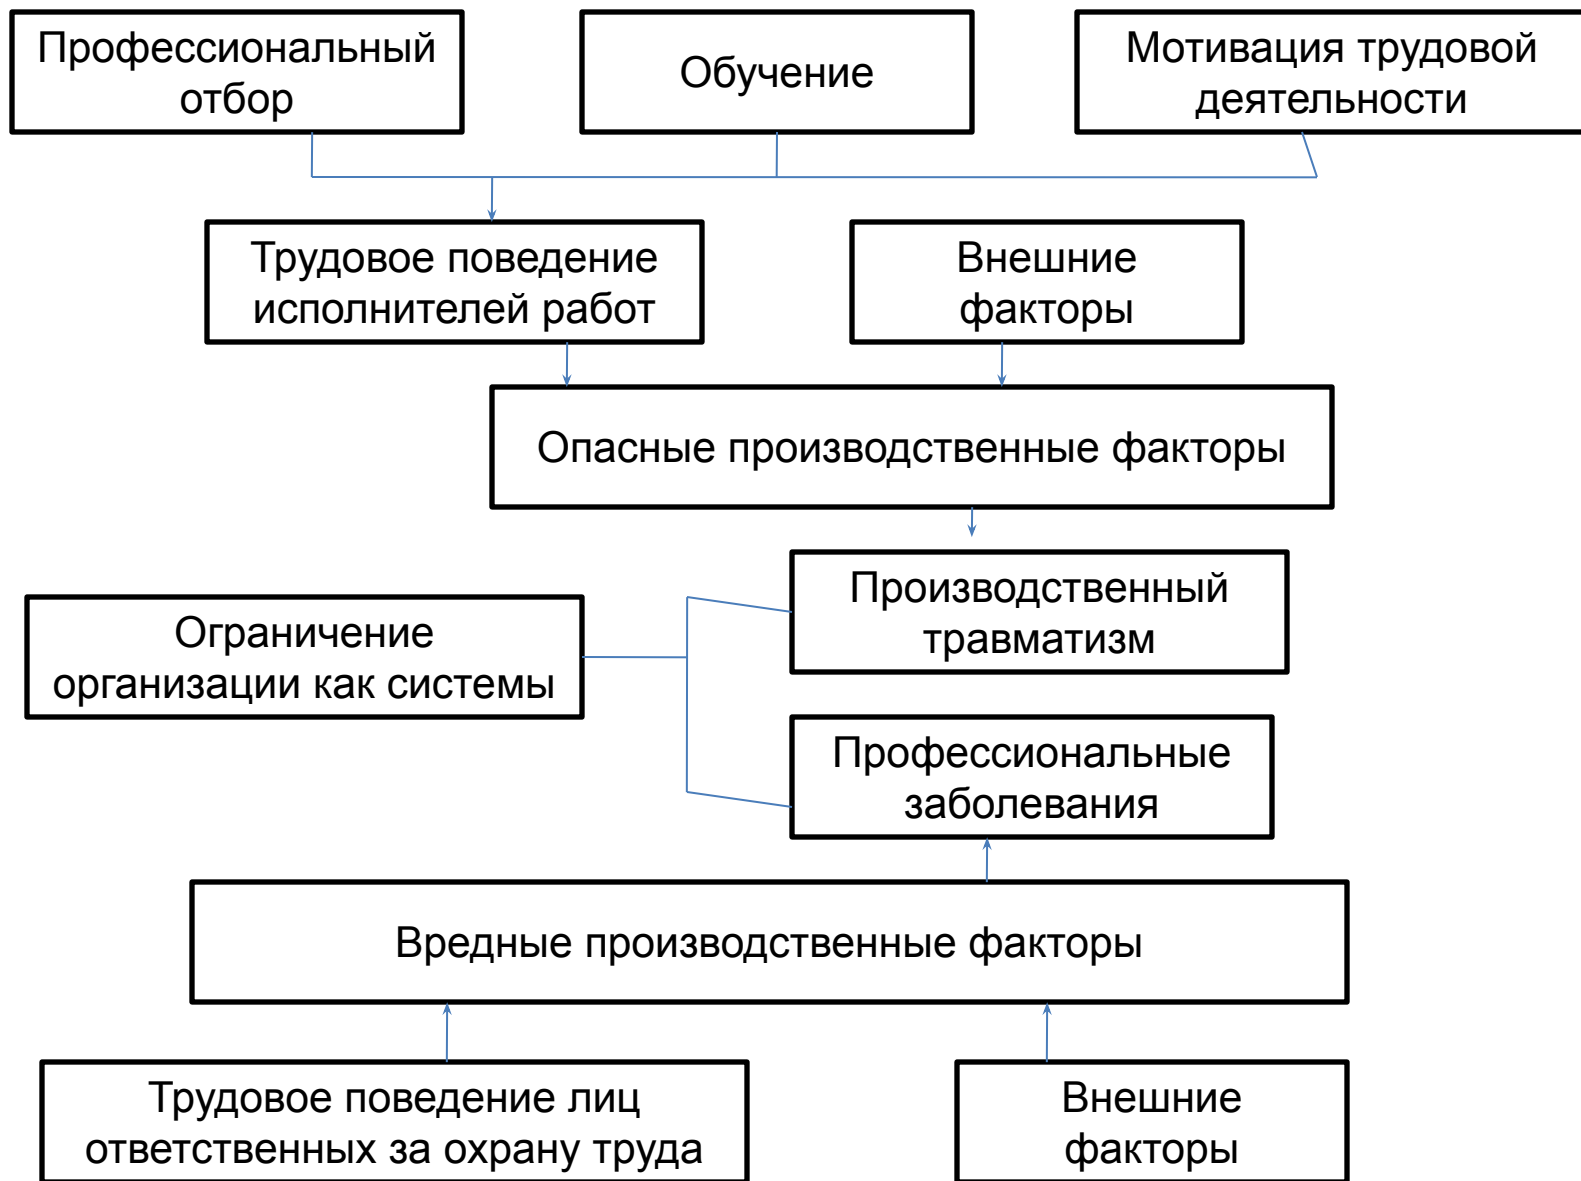 Профессиональный
отбор
Обучение
Мотивация трудовой
деятельности
Трудовое поведение
исполнителей работ
Внешние
факторы
Опасные производственные факторы
Производственный
травматизм
Ограничение
организации как системы
Профессиональные
заболевания
Вредные производственные факторы
Трудовое поведение лиц
ответственных за охрану труда
Внешние
факторы